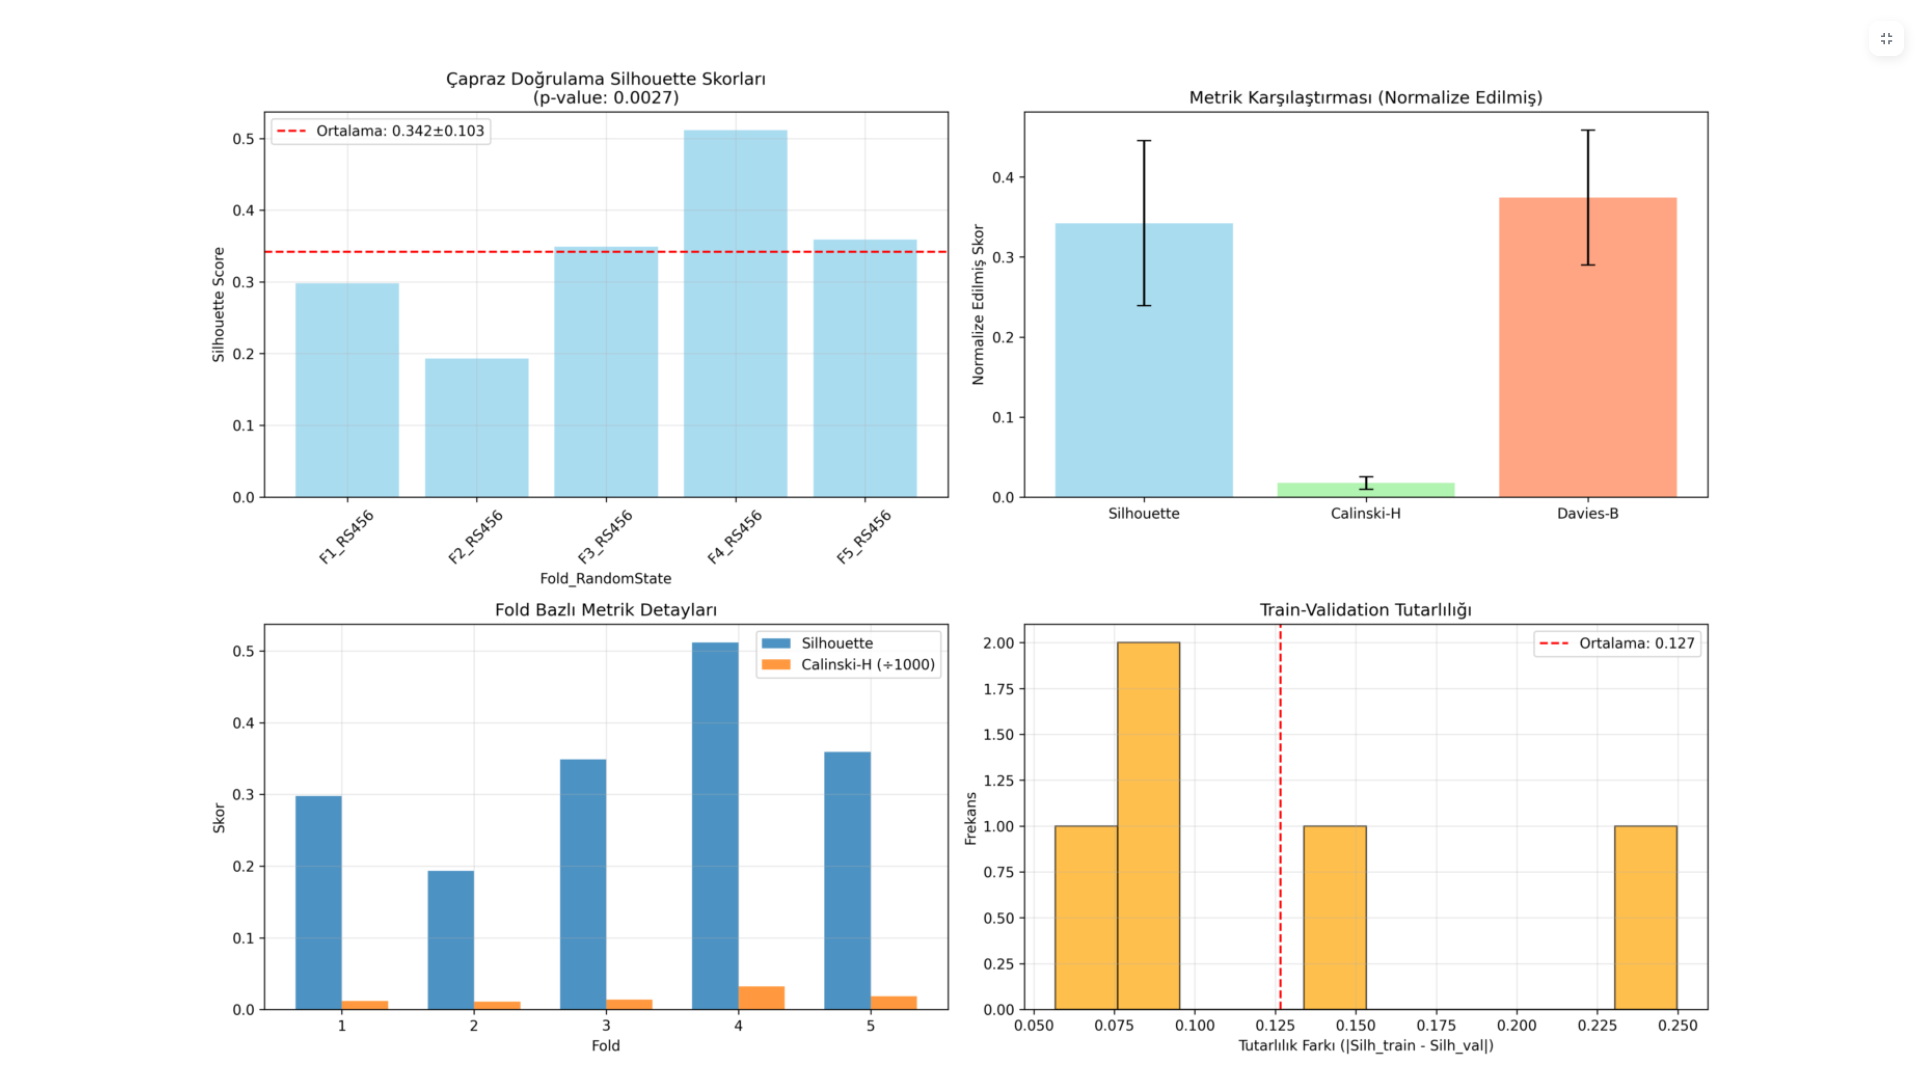 Çapraz Doğrulama Silhouette Skorları
(p-value: 0.0027)
Ortalama: 0.342±0.103
Silhouette Score
0.5
0.4
0.3
0.2
0.1
0.0
F1_RS456
F2_RS456
F3_RS456
F4_RS456
F5_RS456
Fold_RandomState
Metrik Karşılaştırması (Normalize Edilmiş)
Normalize Edilmiş Skor
0.4
0.3
0.2
0.1
0.0
Silhouette
Calinski-H
Davies-B
Fold Bazlı Metrik Detayları
Silhouette
Calinski-H (÷1000)
Skor
0.5
0.4
0.3
0.2
0.1
0.0
1
2
3
4
5
Fold
Train-Validation Tutarlılığı
Ortalama: 0.127
Frekans
2.00
1.75
1.50
1.25
1.00
0.75
0.50
0.25
0.00
0.050
0.075
0.100
0.125
0.150
0.175
0.200
0.225
0.250
Tutarlılık Farkı (|Silh_train - Silh_val|)